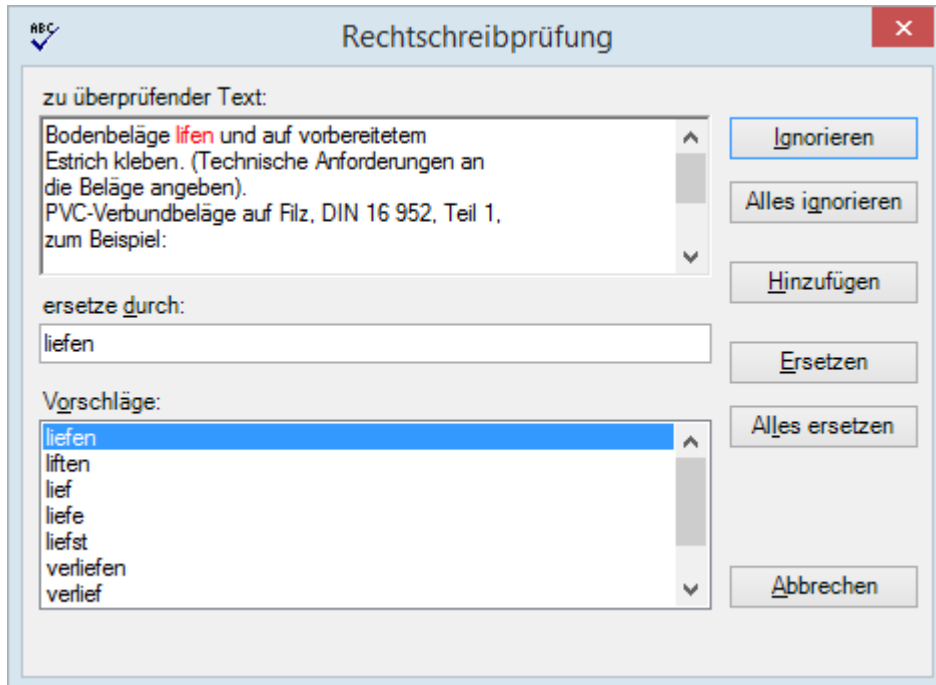 ABC
Rechtschreibprüfung
zu überprüfender Text:
Bodenbeläge lifen und auf vorbereitetem
Estrich kleben. (Technische Anforderungen an
die Beläge angeben).
PVC-Verbundbeläge auf Filz, DIN 16 952, Teil 1,
zum Beispiel:
ersetze durch:
liefen
Vorschläge:
liefen
liften
lief
liefe
liefst
verliefen
verlief
Ignorieren
Alles ignorieren
Hinzufügen
Ersetzen
Alles ersetzen
Abbrechen